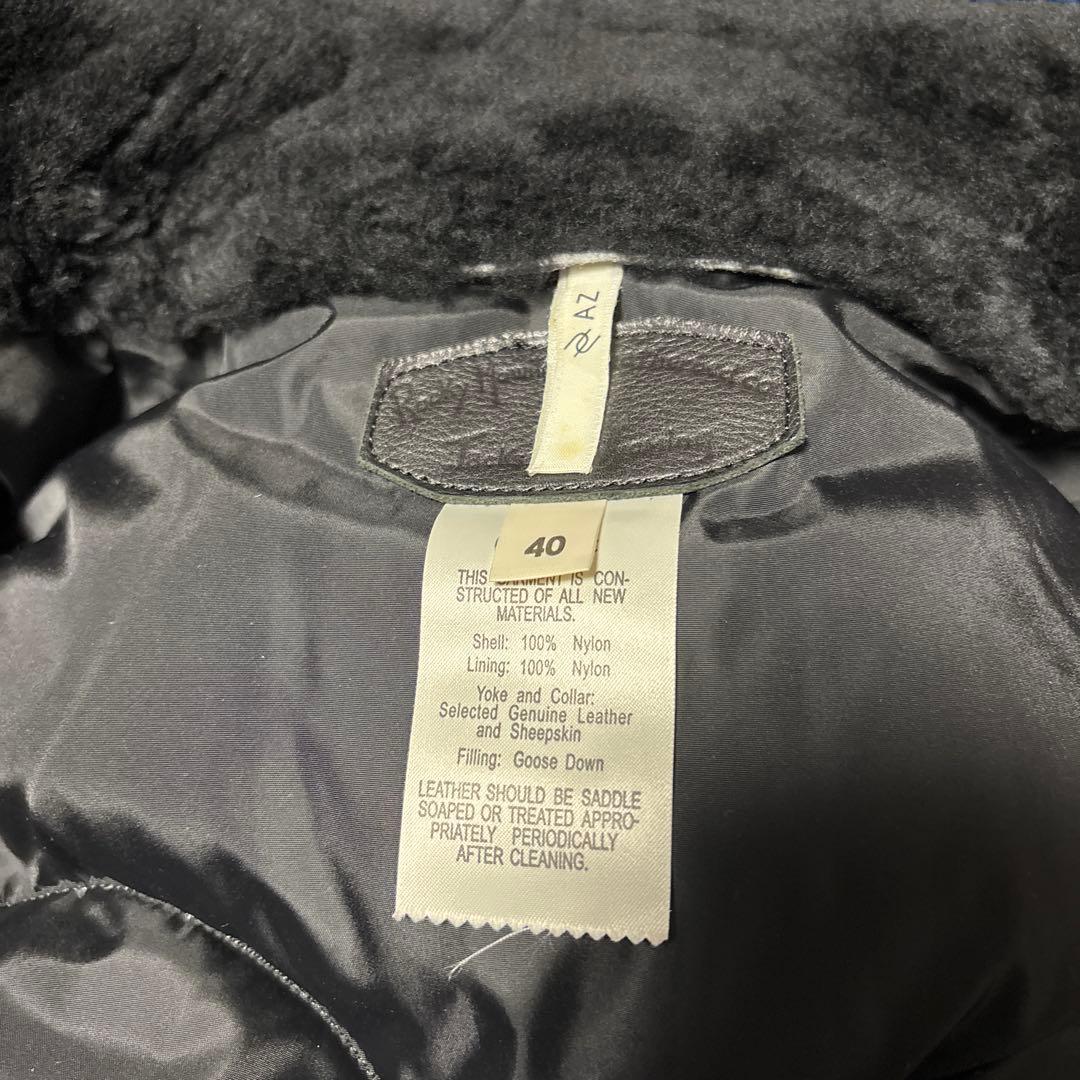 AZ
40
THIS GARMENT IS CON-
STRUCTED OF ALL NEW
MATERIALS.
Shell: 100% Nylon
Lining: 100% Nylon
Yoke and Collar:
Selected Genuine Leather
and Sheepskin
Filling: Goose Down
LEATHER SHOULD BE SADDLE
SOAPED OR TREATED APPRO-
PRIATELY PERIODICALLY
AFTER CLEANING.